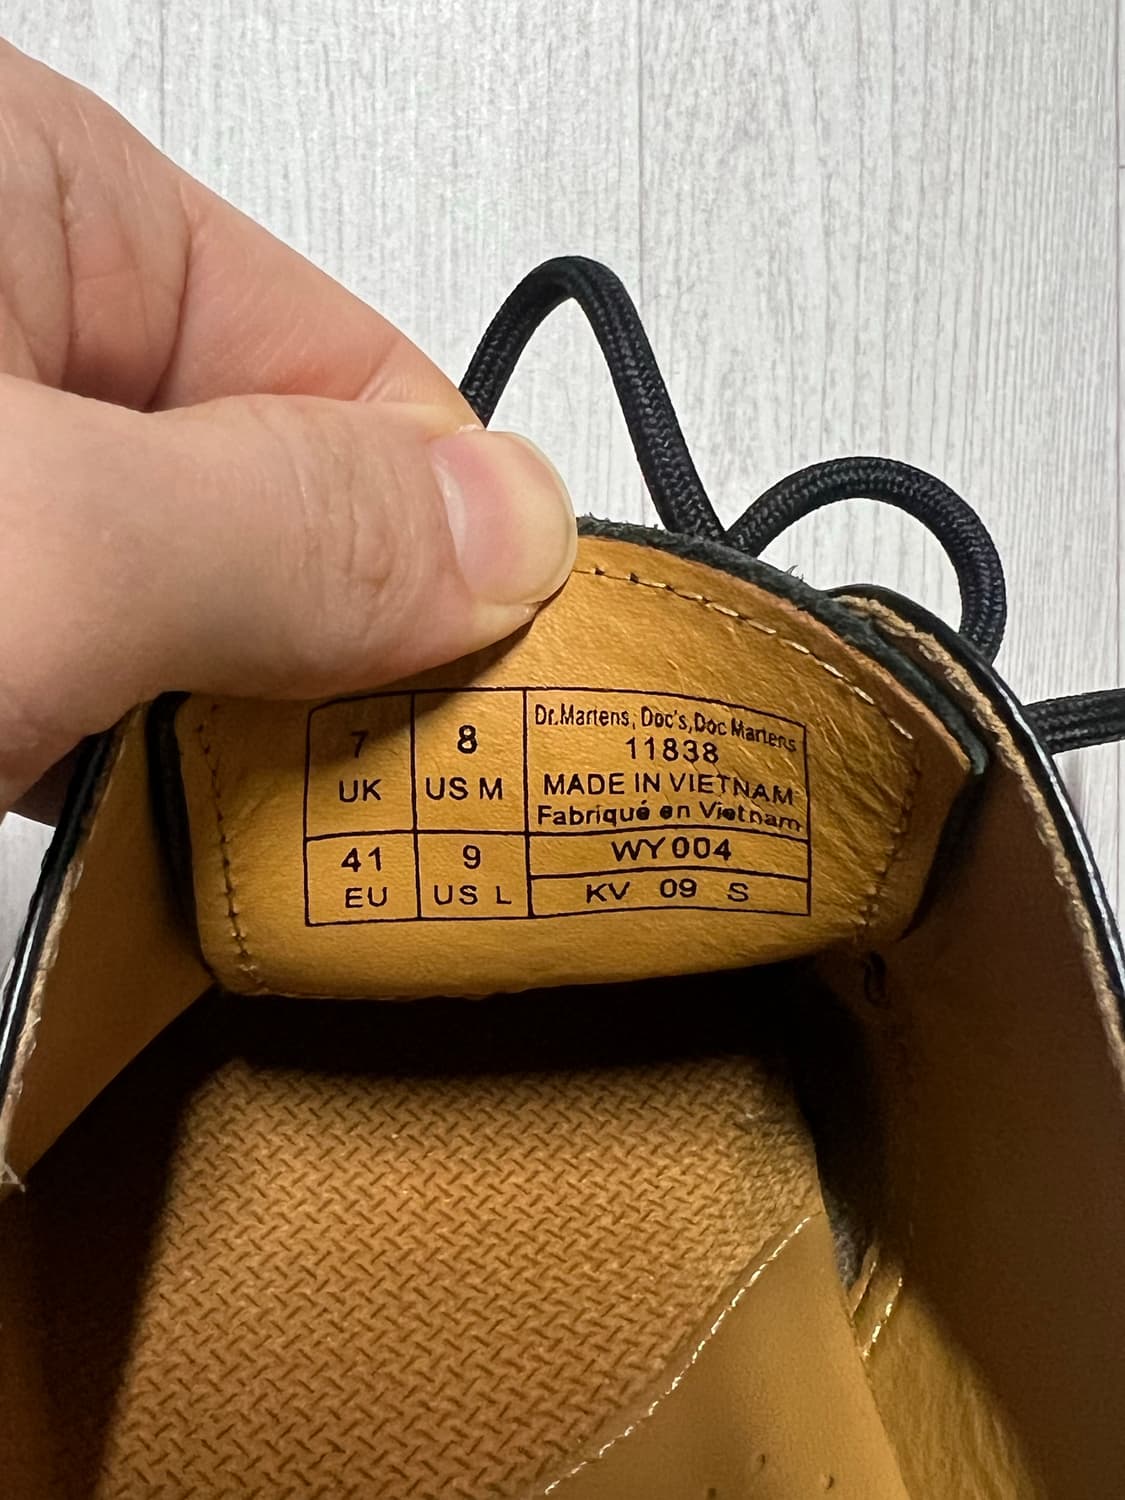 7
UK
8
US M
41
EU
9
US L
Dr.Martens, Doc's,Doc Martens
11838
MADE IN VIETNAM
Fabriqué en Vietnam
WY004
KV 09 S